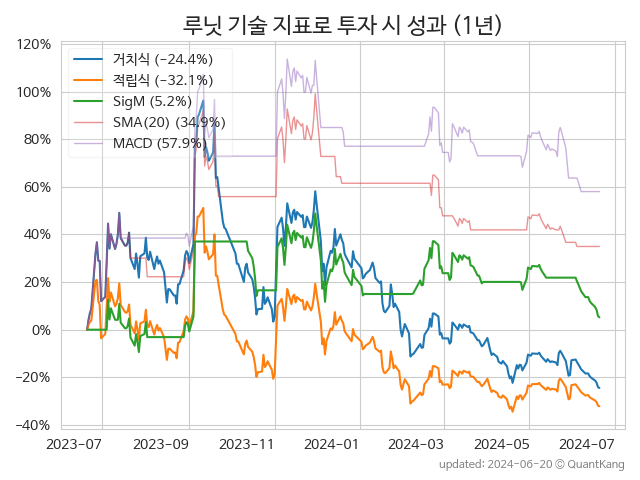 루닛 기술 지표로 투자 시 성과 (1년)
120%
100%
80%
60%
40%
20%
0%
−20%
−40%
거치식 (−24.4%)
적립식 (−32.1%)
SigM (5.2%)
SMA(20) (34.9%)
MACD (57.9%)
2023-07
2023-09
2023-11
2024-01
2024-03
2024-05
2024-07
updated: 2024-06-20 © QuantKang